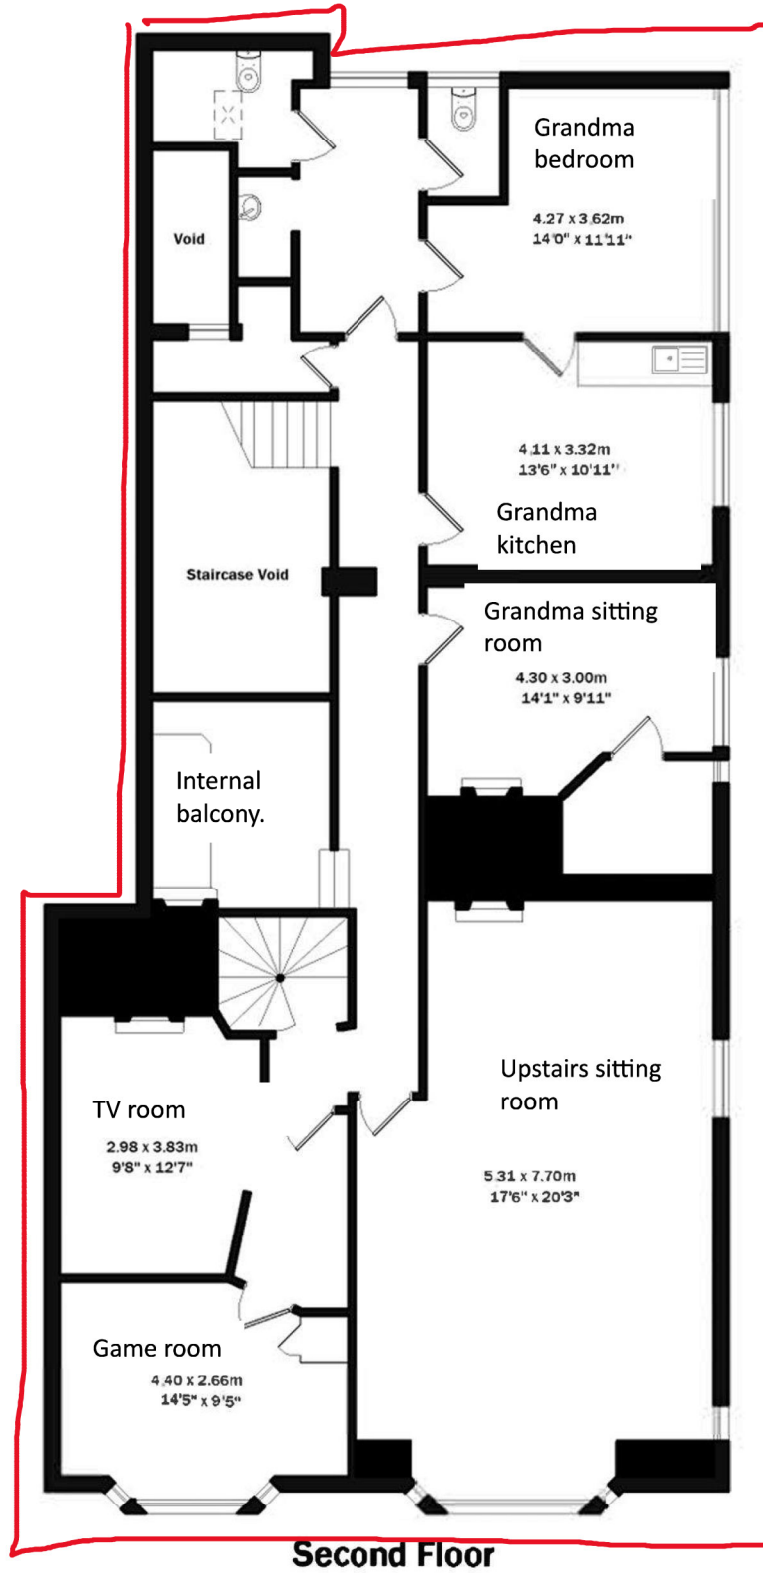 Grandma
bedroom
4.27 x 3.62m
14'0" x 11'11"
Void
4.11 x 3.32m
13'6" x 10'11"
Grandma
kitchen
Staircase Void
Grandma sitting
room
4.30 x 3.00m
14'1" x 9'11"
Internal
balcony.
Upstairs sitting
room
5.31 x 7.70m
17'6" x 20'3"
TV room
2.98 x 3.83m
9'8" x 12'7"
Game room
4.40 x 2.66m
14'5" x 9'5"
Second Floor